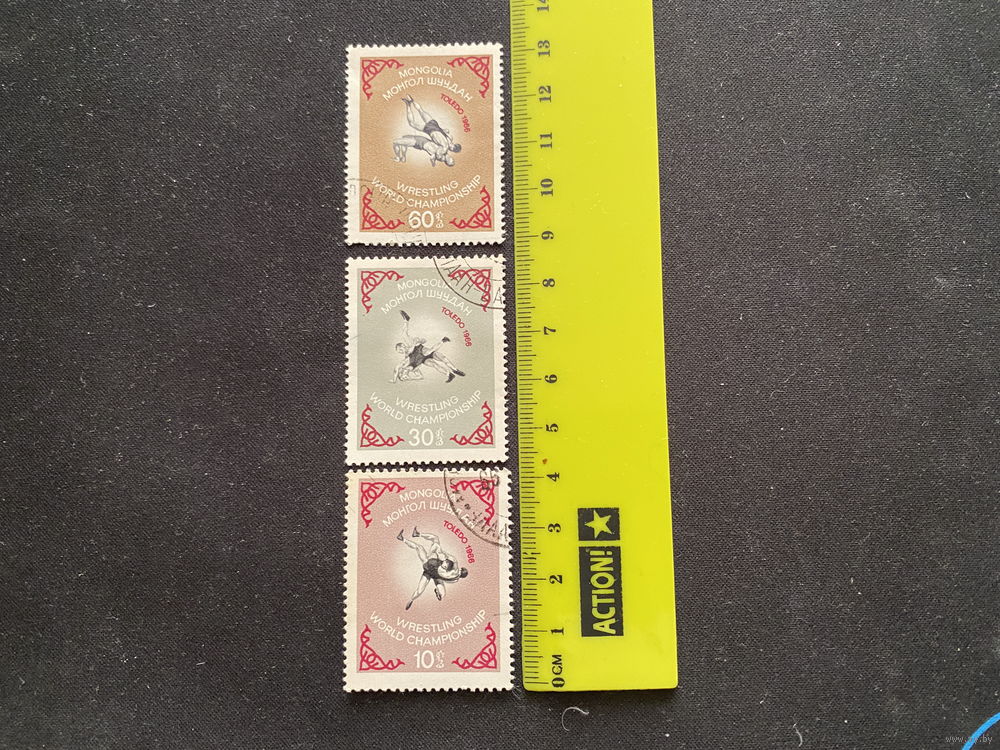 MONGOLIA
МОНГОЛ ШУУДАН
TOLEDO 1966
WRESTLING
WORLD CHAMPIONSHIP
60
MONGOLIA
МОНГОЛ ШУУДАН
TOLEDO 1966
WRESTLING
WORLD CHAMPIONSHIP
30
MONGOLIA
МОНГОЛ ШУУДАН
TOLEDO 1966
WRESTLING
WORLD CHAMPIONSHIP
10
14
13
12
11
10
9
8
7
6
5
4
3
2
1
0 СМ
ACTION!